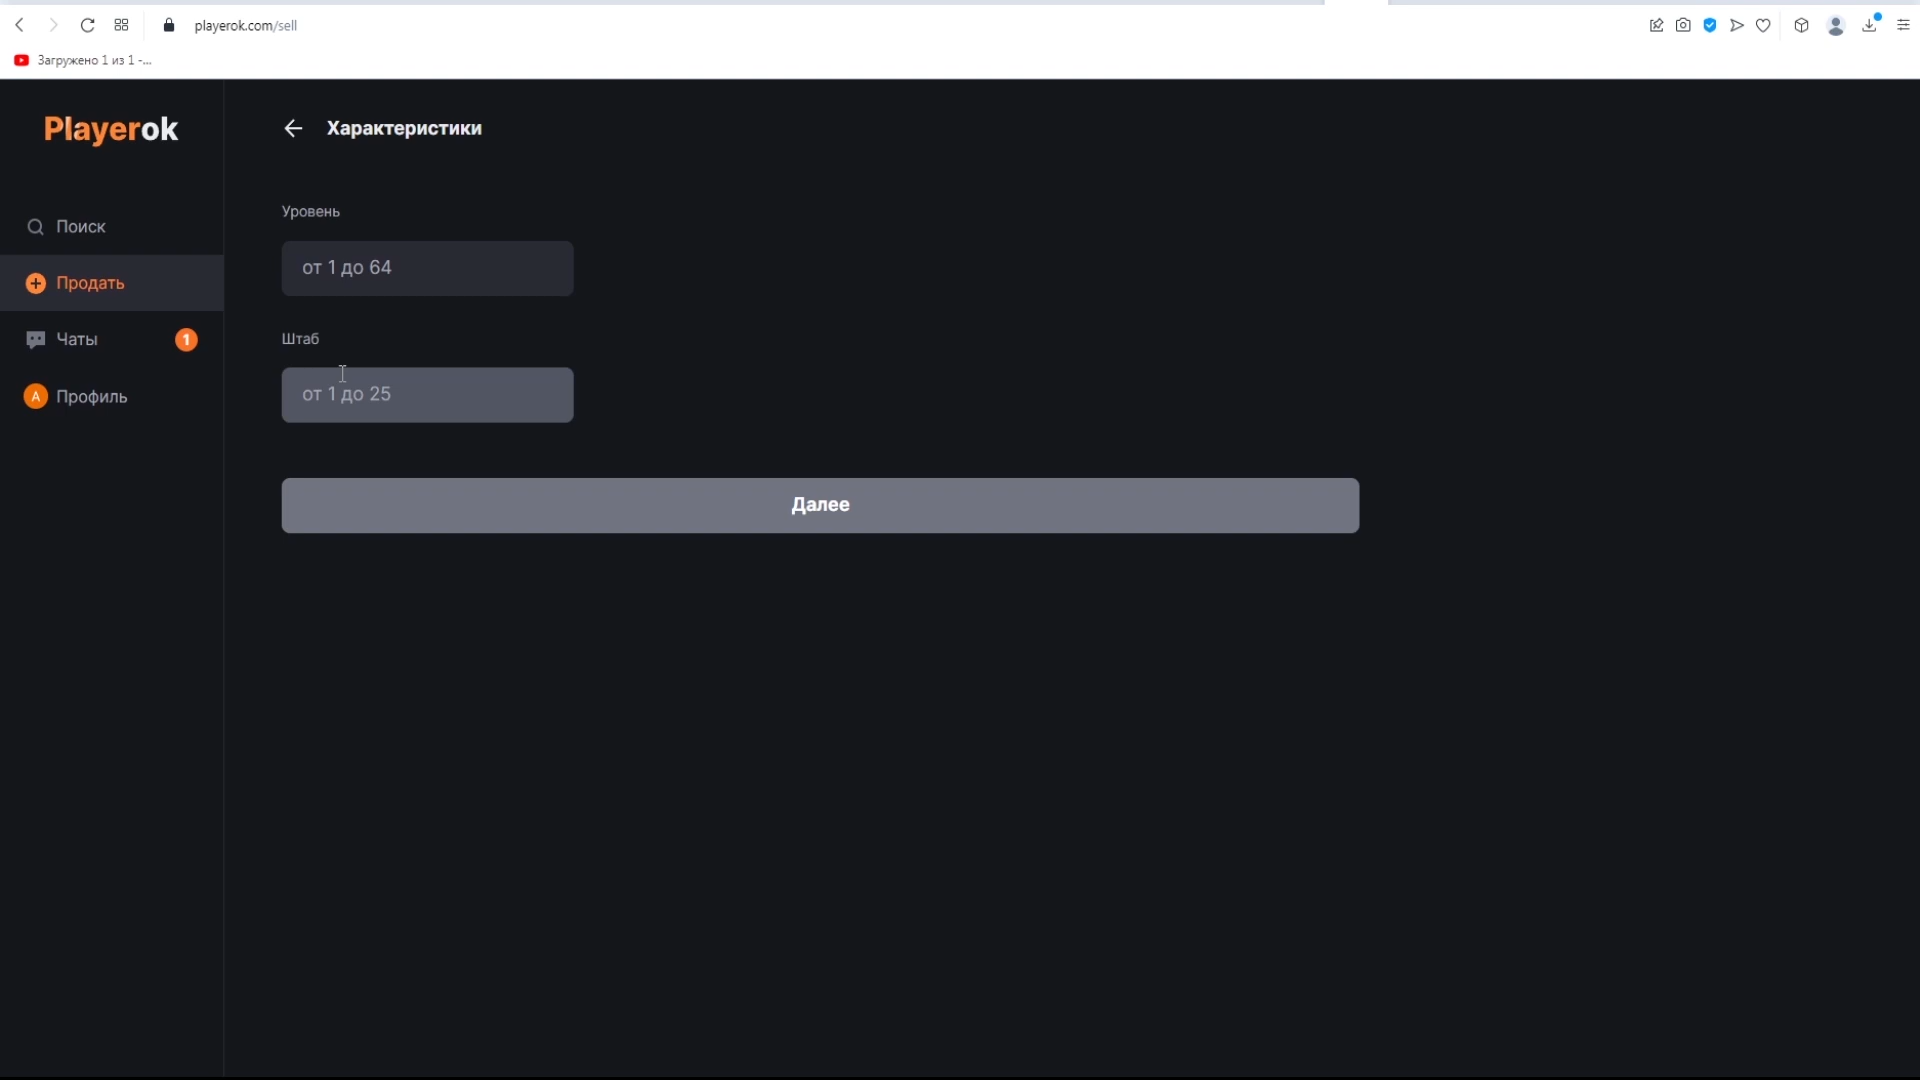 playerok.com/sell
Загружено 1 из 1 -...
Playerok
Характеристики
Уровень
Поиск
от 1 до 64
Продать
Чаты
1
Штаб
А Профиль
от 1 до 25
Далее